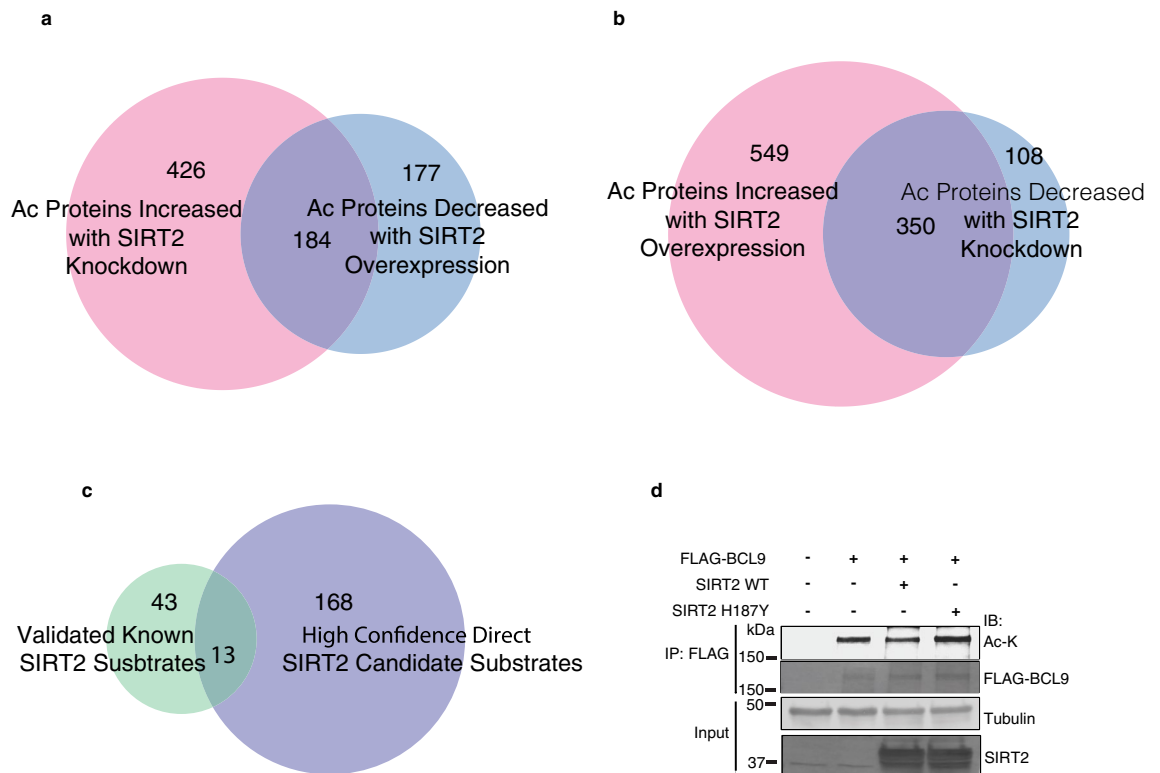 a
426
Ac Proteins Increased
with SIRT2
Knockdown
184
177
Ac Proteins Decreased
with SIRT2
Overexpression
b
549
Ac Proteins Increased
with SIRT2
Overexpression
350
108
Ac Proteins Decreased
with SIRT2
Knockdown
c
43
Validated Known
SIRT2 Susbtrates
13
168
High Confidence Direct
SIRT2 Candidate Substrates
d
FLAG-BCL9 - + + +
SIRT2 WT - - + -
SIRT2 H187Y - - - +
kDa
IB:
IP: FLAG
150
Ac-K
150
FLAG-BCL9
Input
50
Tubulin
37
SIRT2